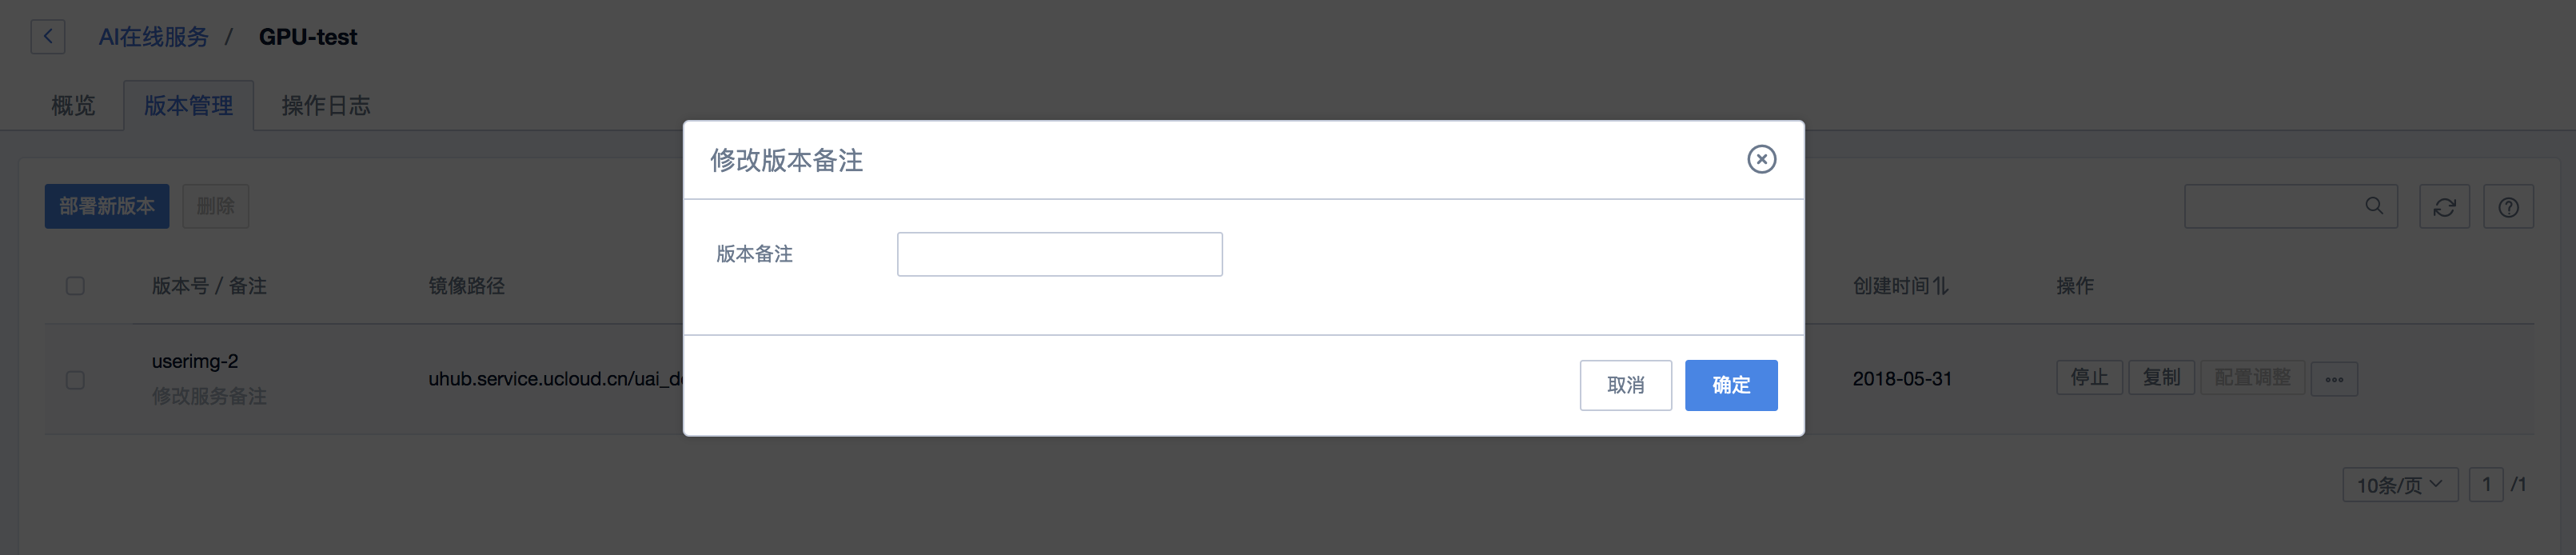 AI在线服务 / GPU-test
概览 版本管理 操作日志
修改版本备注
部署新版本 删除
版本备注
版本号 / 备注 镜像路径 创建时间 操作
userimg-2
修改服务备注
uhub.service.ucloud.cn/uai_d
2018-05-31 停止 复制 配置调整 •••
取消 确定
10条/页 1 /1